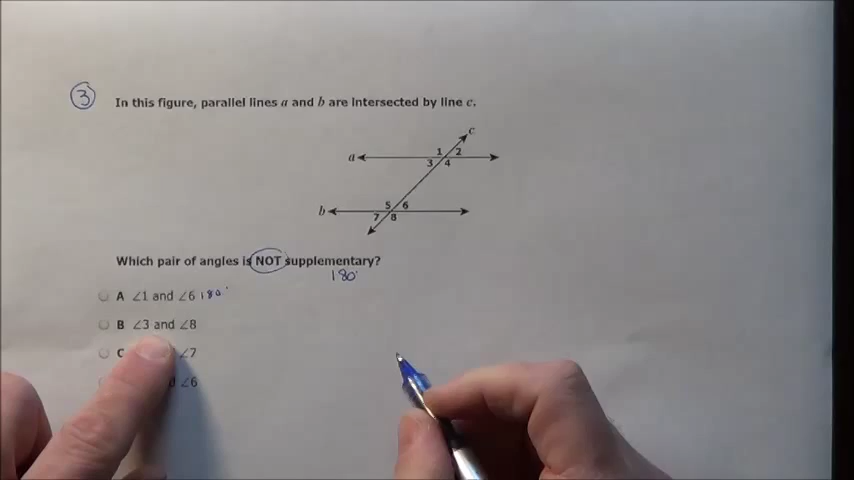 3 In this figure, parallel lines a and b are intersected by line c.
c
a 1 2
3 4
b 5 6
7 8
Which pair of angles is NOT supplementary?
180°
A ∠1 and ∠6 180°
B ∠3 and ∠8
C ∠7
∠6